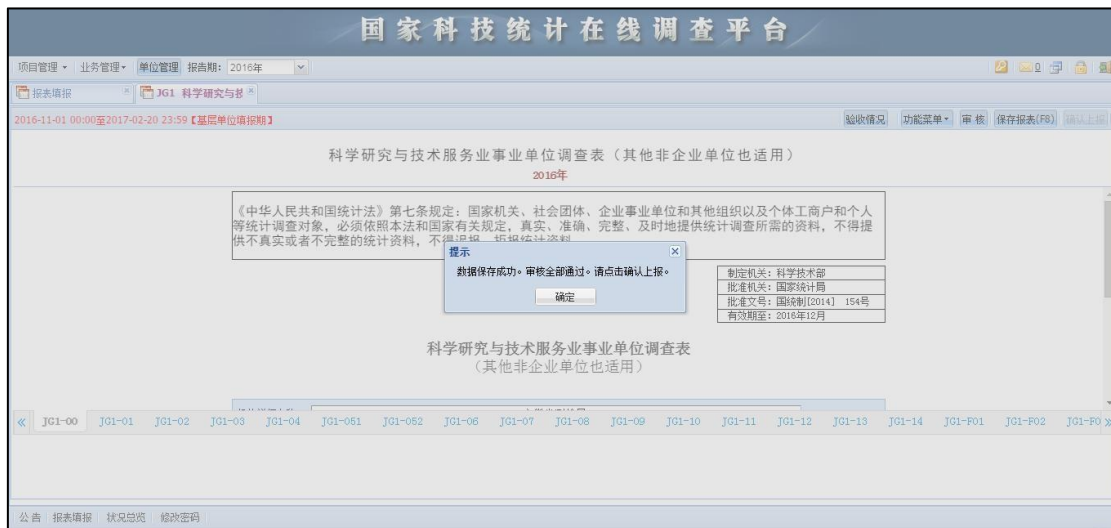 国家科技统计在线调查平台
项目管理 业务管理 单位管理 报告期: 2016年
报表填报 JG1 科学研究与技
2016-11-01 00:00至2017-02-20 23:59【基层单位填报期】 验收情况 功能菜单 审 核 保存报表(F8) 确认上报
科学研究与技术服务业事业单位调查表(其他非企业单位也适用)
2016年
《中华人民共和国统计法》第七条规定:国家机关、社会团体、企业事业单位和其他组织以及个体工商户和个人
等统计调查对象,必须依照本法和国家有关规定,真实、准确、完整、及时地提供统计调查所需的资料,不得提
供不真实或者不完整的统计资料,不得迟报、拒报统计资料
提示
数据保存成功。审核全部通过。请点击确认上报。
确定
制定机关:科学技术部
批准机关:国家统计局
批准文号:国统制[2014] 154号
有效期至:2016年12月
科学研究与技术服务业事业单位调查表
(其他非企业单位也适用)
« JG1-00 JG1-01 JG1-02 JG1-03 JG1-04 JG1-051 JG1-052 JG1-06 JG1-07 JG1-08 JG1-09 JG1-10 JG1-11 JG1-12 JG1-13 JG1-14 JG1-F01 JG1-F02 JG1-F0 »
公告 报表填报 状况总览 修改密码